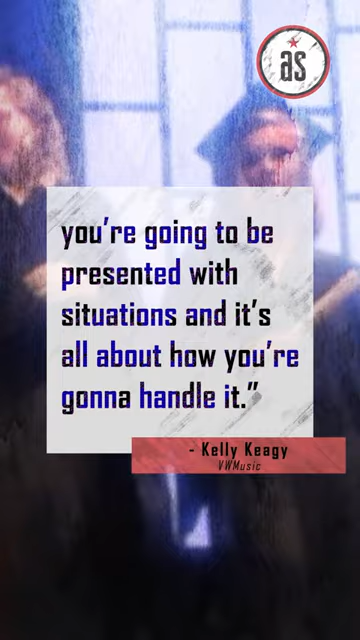 as
you're going to be
presented with
situations and it's
all about how you're
gonna handle it."
- Kelly Keagy
VWMusic